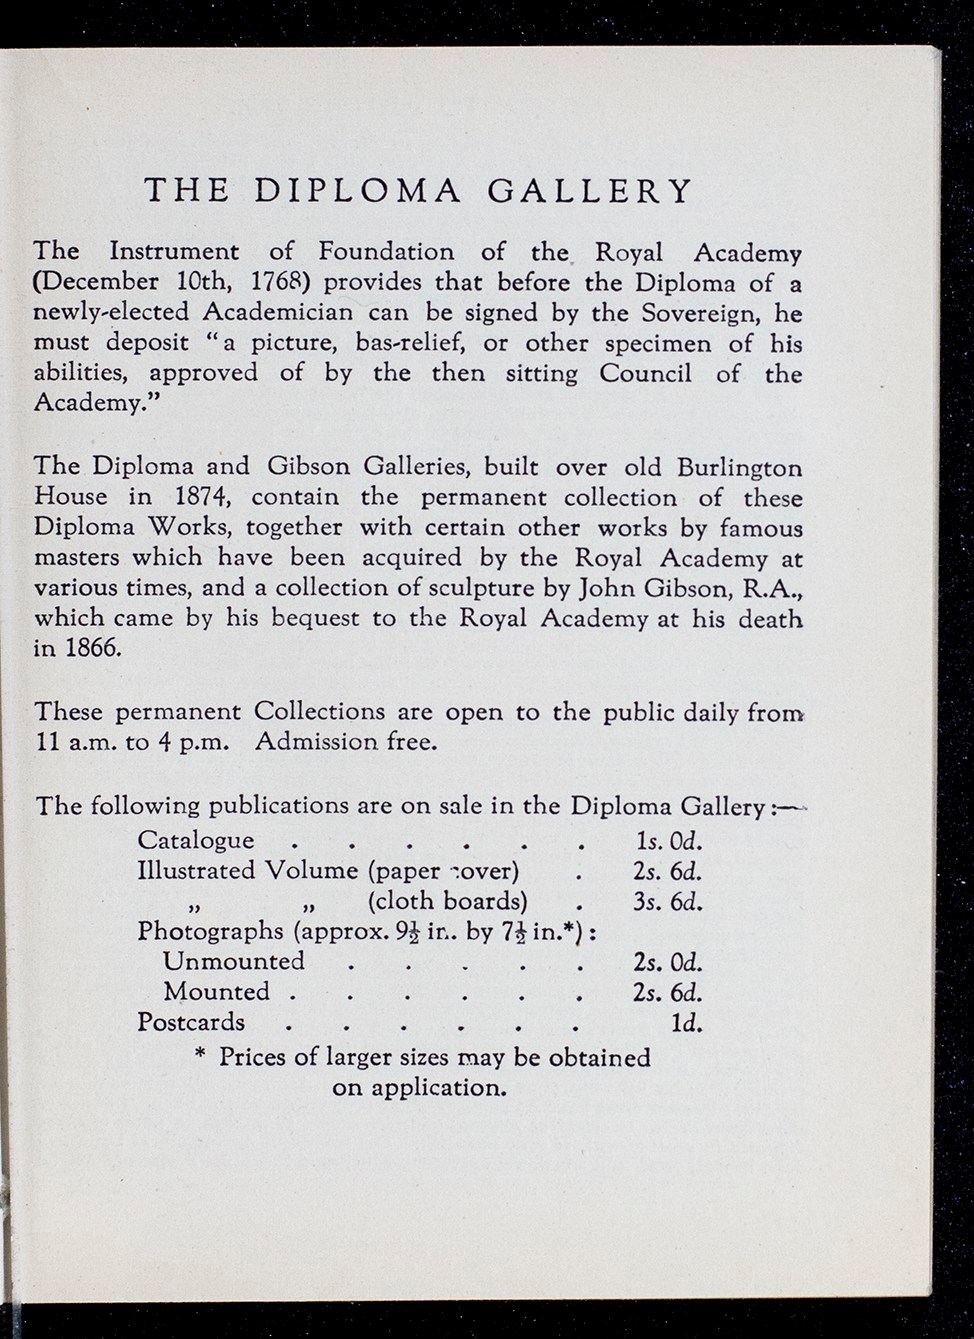 THE DIPLOMA GALLERY
The Instrument of Foundation of the Royal Academy
(December 10th, 1768) provides that before the Diploma of a
newly-elected Academician can be signed by the Sovereign, he
must deposit “a picture, bas-relief, or other specimen of his
abilities, approved of by the then sitting Council of the
Academy.”
The Diploma and Gibson Galleries, built over old Burlington
House in 1874, contain the permanent collection of these
Diploma Works, together with certain other works by famous
masters which have been acquired by the Royal Academy at
various times, and a collection of sculpture by John Gibson, R.A.,
which came by his bequest to the Royal Academy at his death
in 1866.
These permanent Collections are open to the public daily from
11 a.m. to 4 p.m. Admission free.
The following publications are on sale in the Diploma Gallery:—
Catalogue . . . . . . 1s. 0d.
Illustrated Volume (paper cover) . 2s. 6d.
„ „ (cloth boards) . 3s. 6d.
Photographs (approx. 9½ in. by 7½ in.*):
Unmounted . . . . . 2s. 0d.
Mounted . . . . . . 2s. 6d.
Postcards . . . . . . 1d.
* Prices of larger sizes may be obtained
on application.